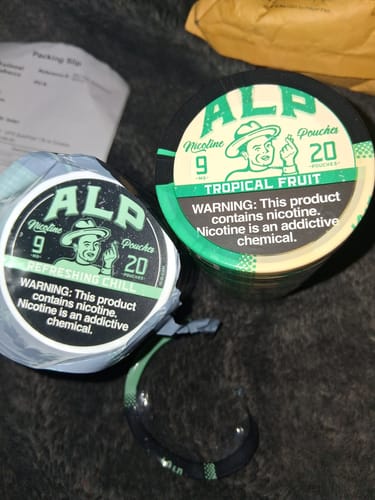 Packing Slip
ALP
Nicotine
Pouches
9
MG
20
POUCHES
TROPICAL FRUIT
WARNING: This product
contains nicotine.
Nicotine is an addictive
chemical.
ALP
Nicotine
Pouches
9
MG
20
POUCHES
REFRESHING CHILL
WARNING: This product
contains nicotine.
Nicotine is an addictive
chemical.